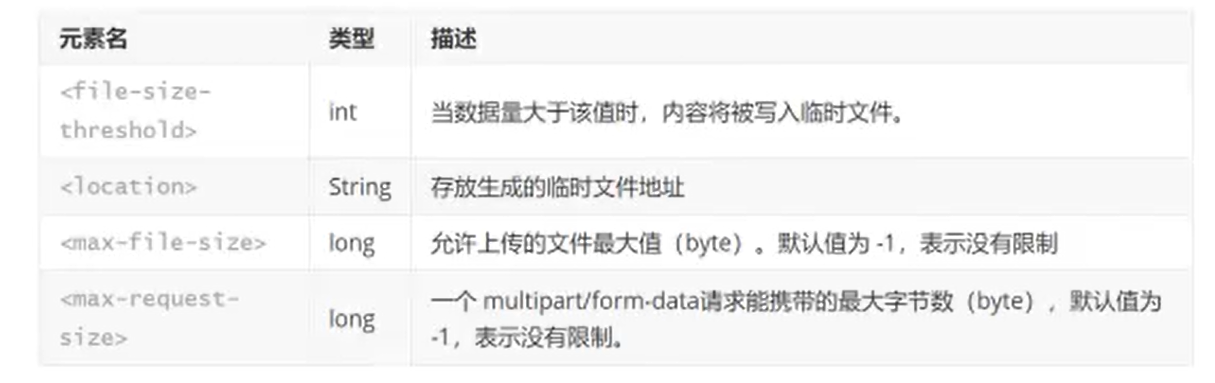 元素名 类型 描述
<file-size-
threshold> int 当数据量大于该值时，内容将被写入临时文件。
<location> String 存放生成的临时文件地址
<max-file-size> long 允许上传的文件最大值（byte）。默认值为 -1，表示没有限制
<max-request-
size> long 一个 multipart/form-data请求能携带的最大字节数（byte），默认值为
-1，表示没有限制。